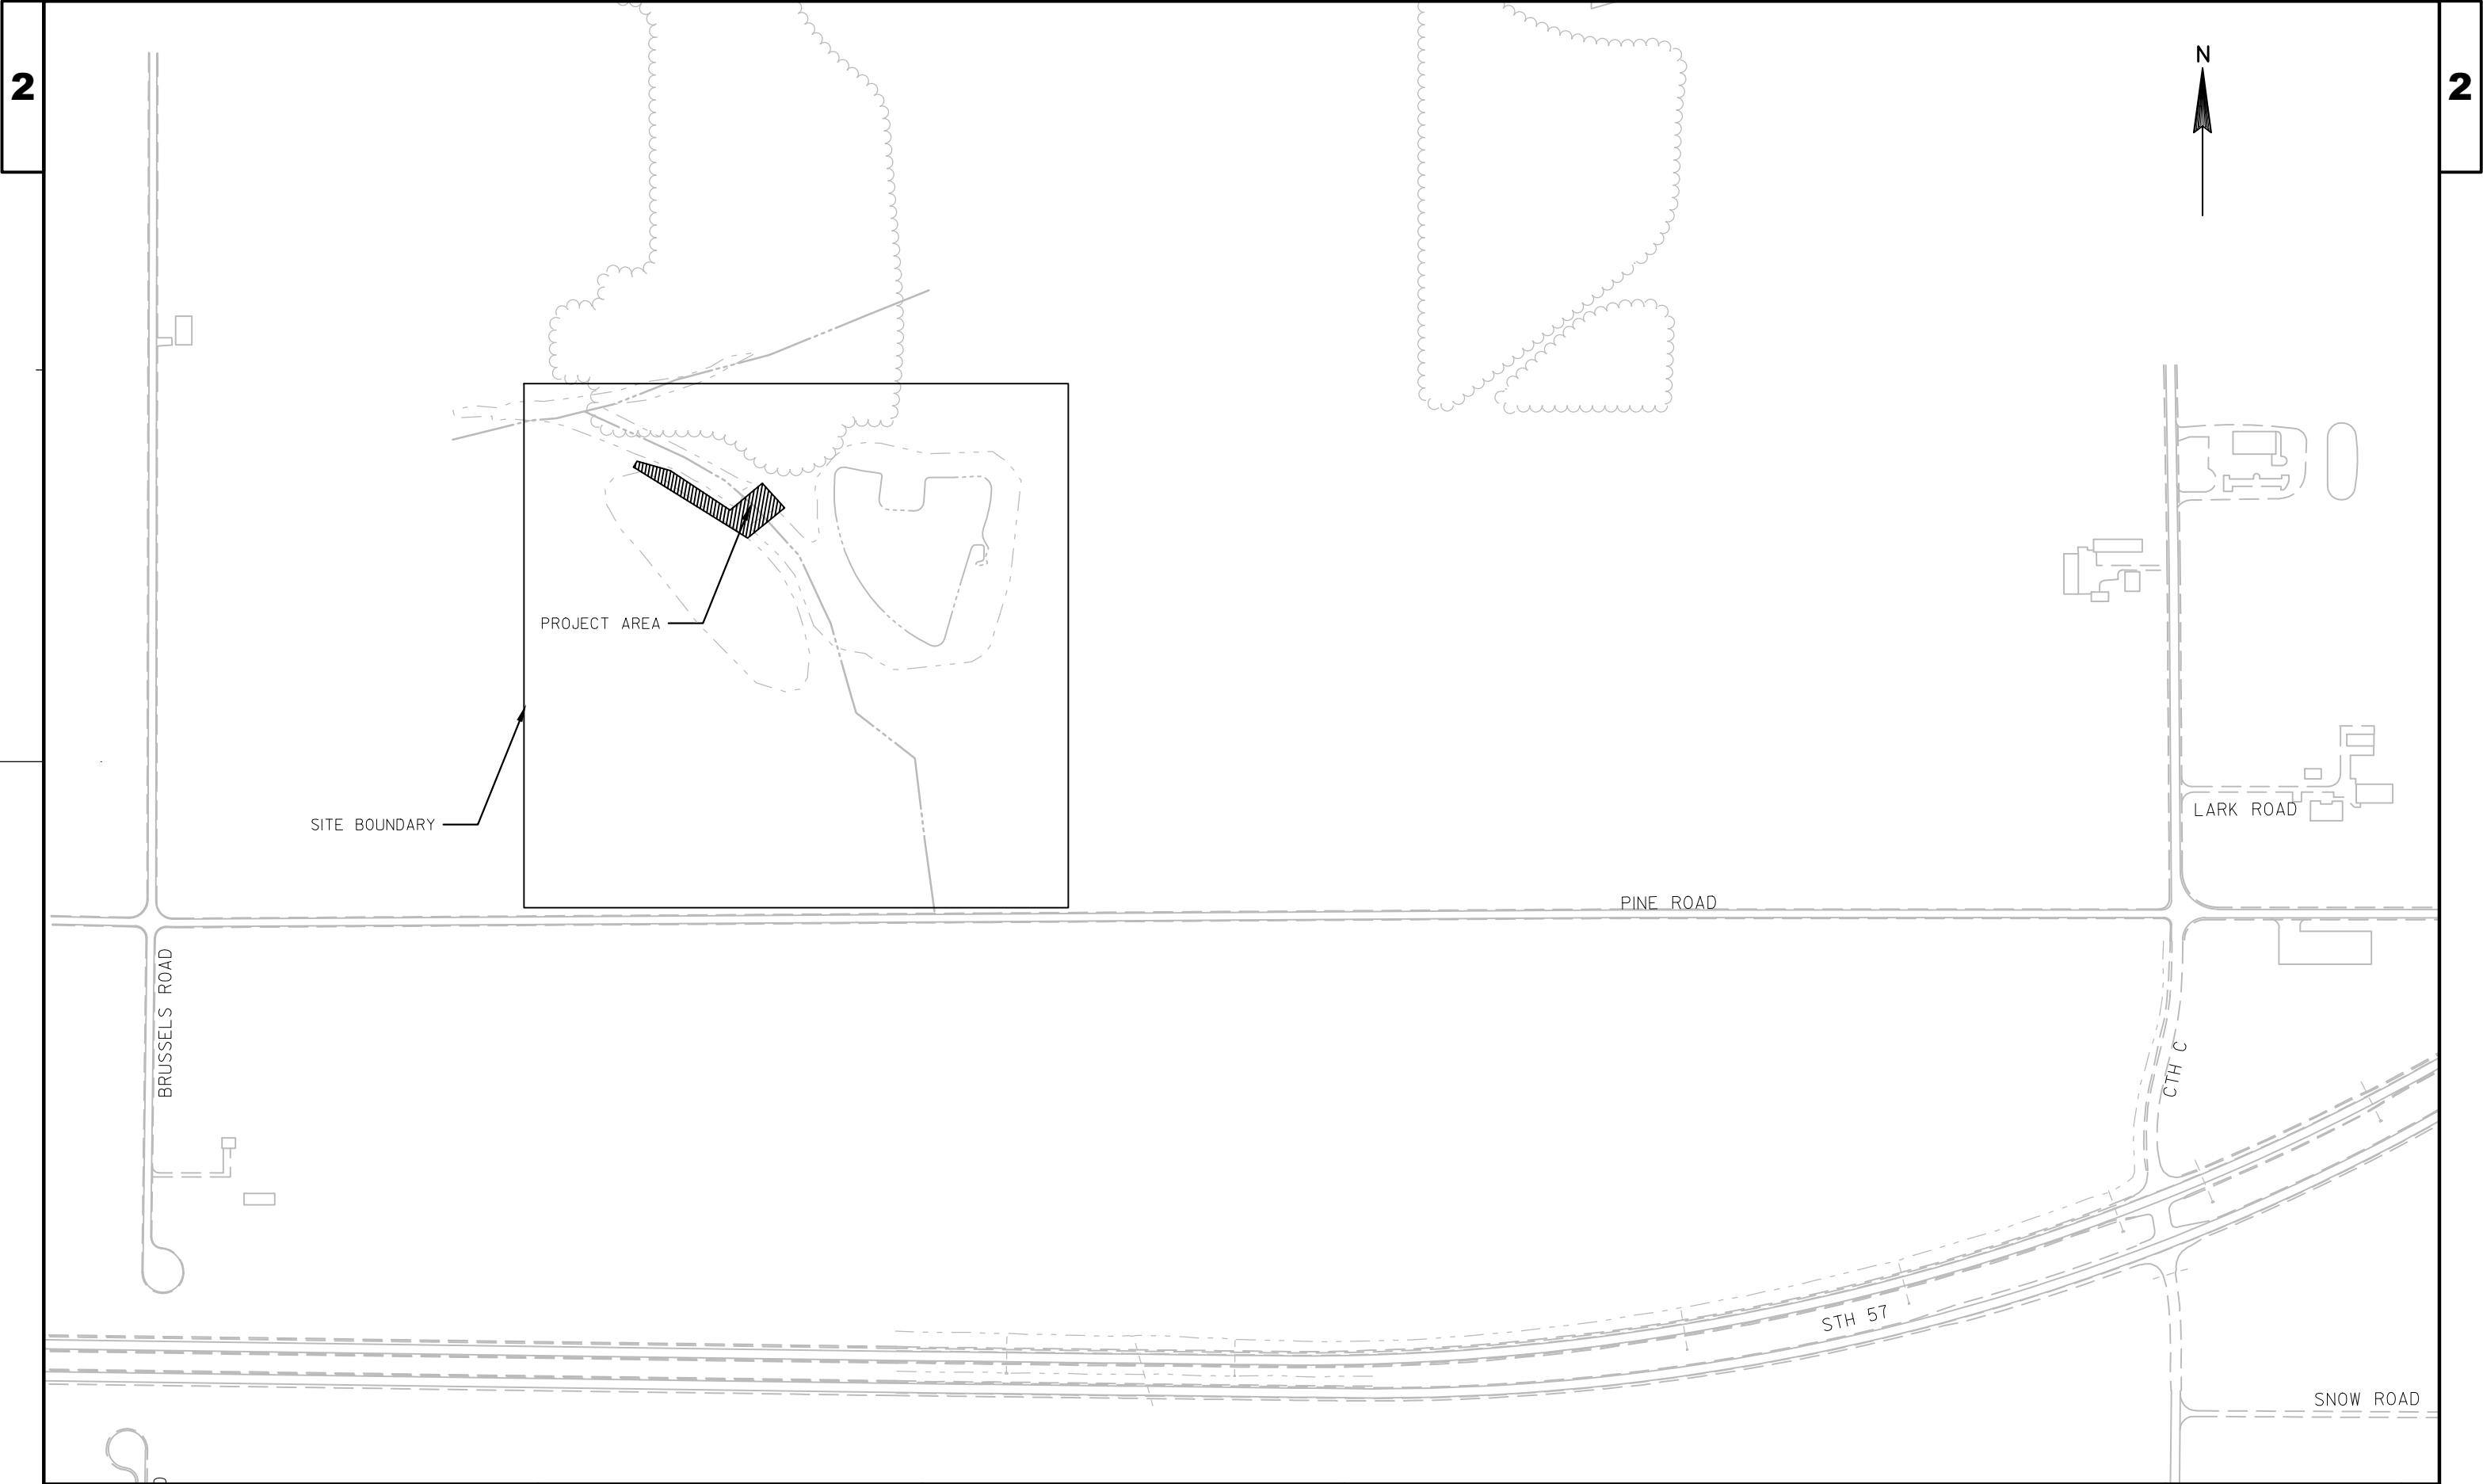 2
2
N
PROJECT AREA
SITE BOUNDARY
LARK ROAD
PINE ROAD
BRUSSELS ROAD
CTH C
STH 57
SNOW ROAD